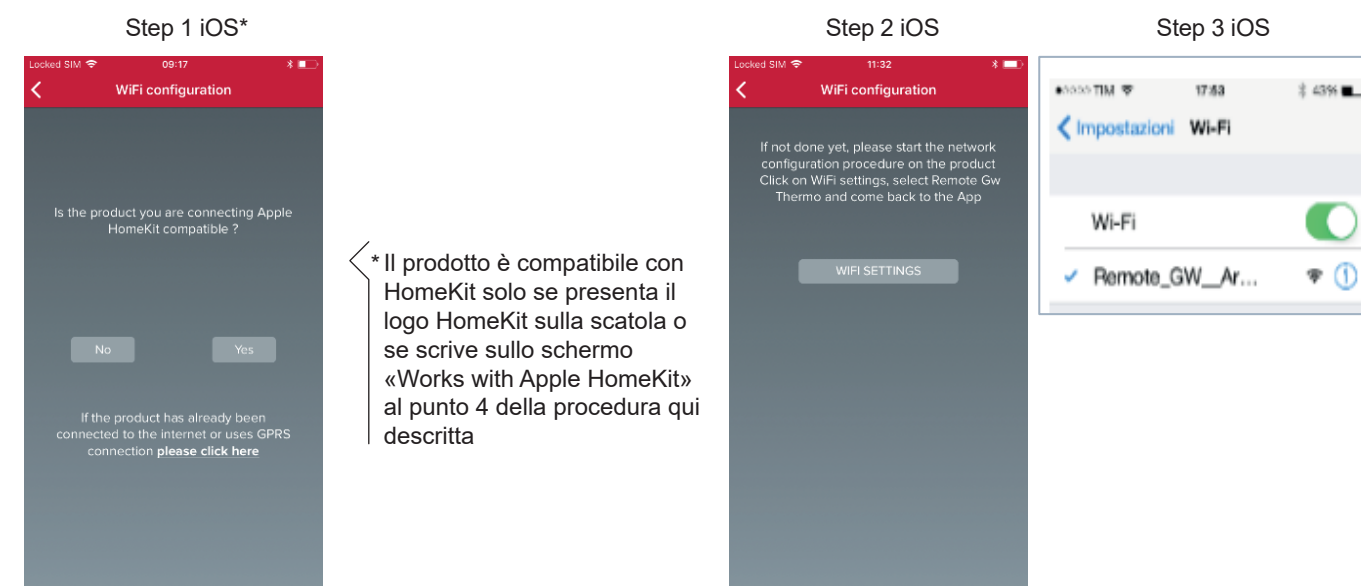 Step 1 iOS*
Locked SIM 09:17
WiFi configuration
Is the product you are connecting Apple
HomeKit compatible ?
No Yes
If the product has already been
connected to the internet or uses GPRS
connection please click here
* Il prodotto è compatibile con
HomeKit solo se presenta il
logo HomeKit sulla scatola o
se scrive sullo schermo
«Works with Apple HomeKit»
al punto 4 della procedura qui
descritta
Step 2 iOS
Locked SIM 11:32
WiFi configuration
If not done yet, please start the network
configuration procedure on the product
Click on WiFi settings, select Remote Gw
Thermo and come back to the App
WIFI SETTINGS
Step 3 iOS
TIM 17:53 43%
Impostazioni Wi-Fi
Wi-Fi
Remote_GW__Ar...